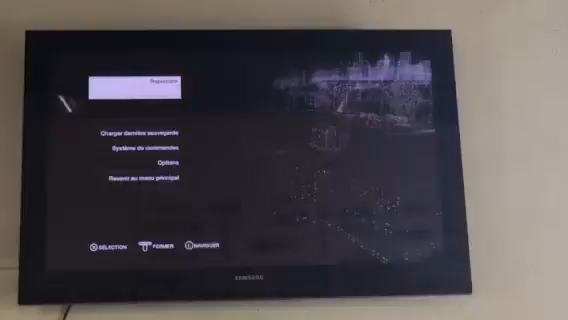 Reprendre
Charger dernière sauvegarde
Système de commandes
Options
Revenir au menu principal
SÉLECTION FERMER L NAVIGUER
SAMSUNG